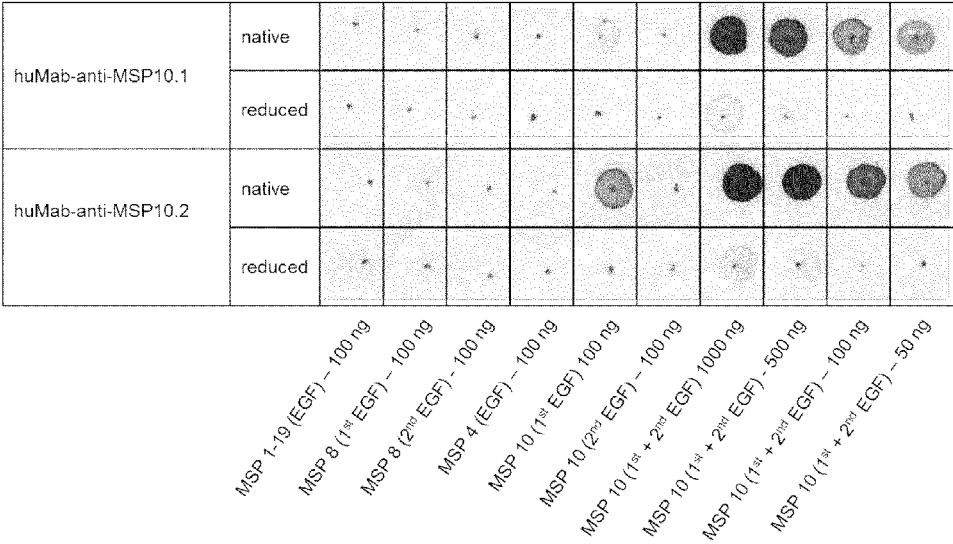 huMab-anti-MSP10.1
native
reduced
huMab-anti-MSP10.2
native
reduced
MSP 1-19 (EGF) – 100 ng
MSP 8 (1st EGF) – 100 ng
MSP 8 (2nd EGF) - 100 ng
MSP 4 (EGF) – 100 ng
MSP 10 (1st EGF) 100 ng
MSP 10 (2nd EGF) – 100 ng
MSP 10 (1st + 2nd EGF) 1000 ng
MSP 10 (1st + 2nd EGF) - 500 ng
MSP 10 (1st + 2nd EGF) – 100 ng
MSP 10 (1st + 2nd EGF) – 50 ng